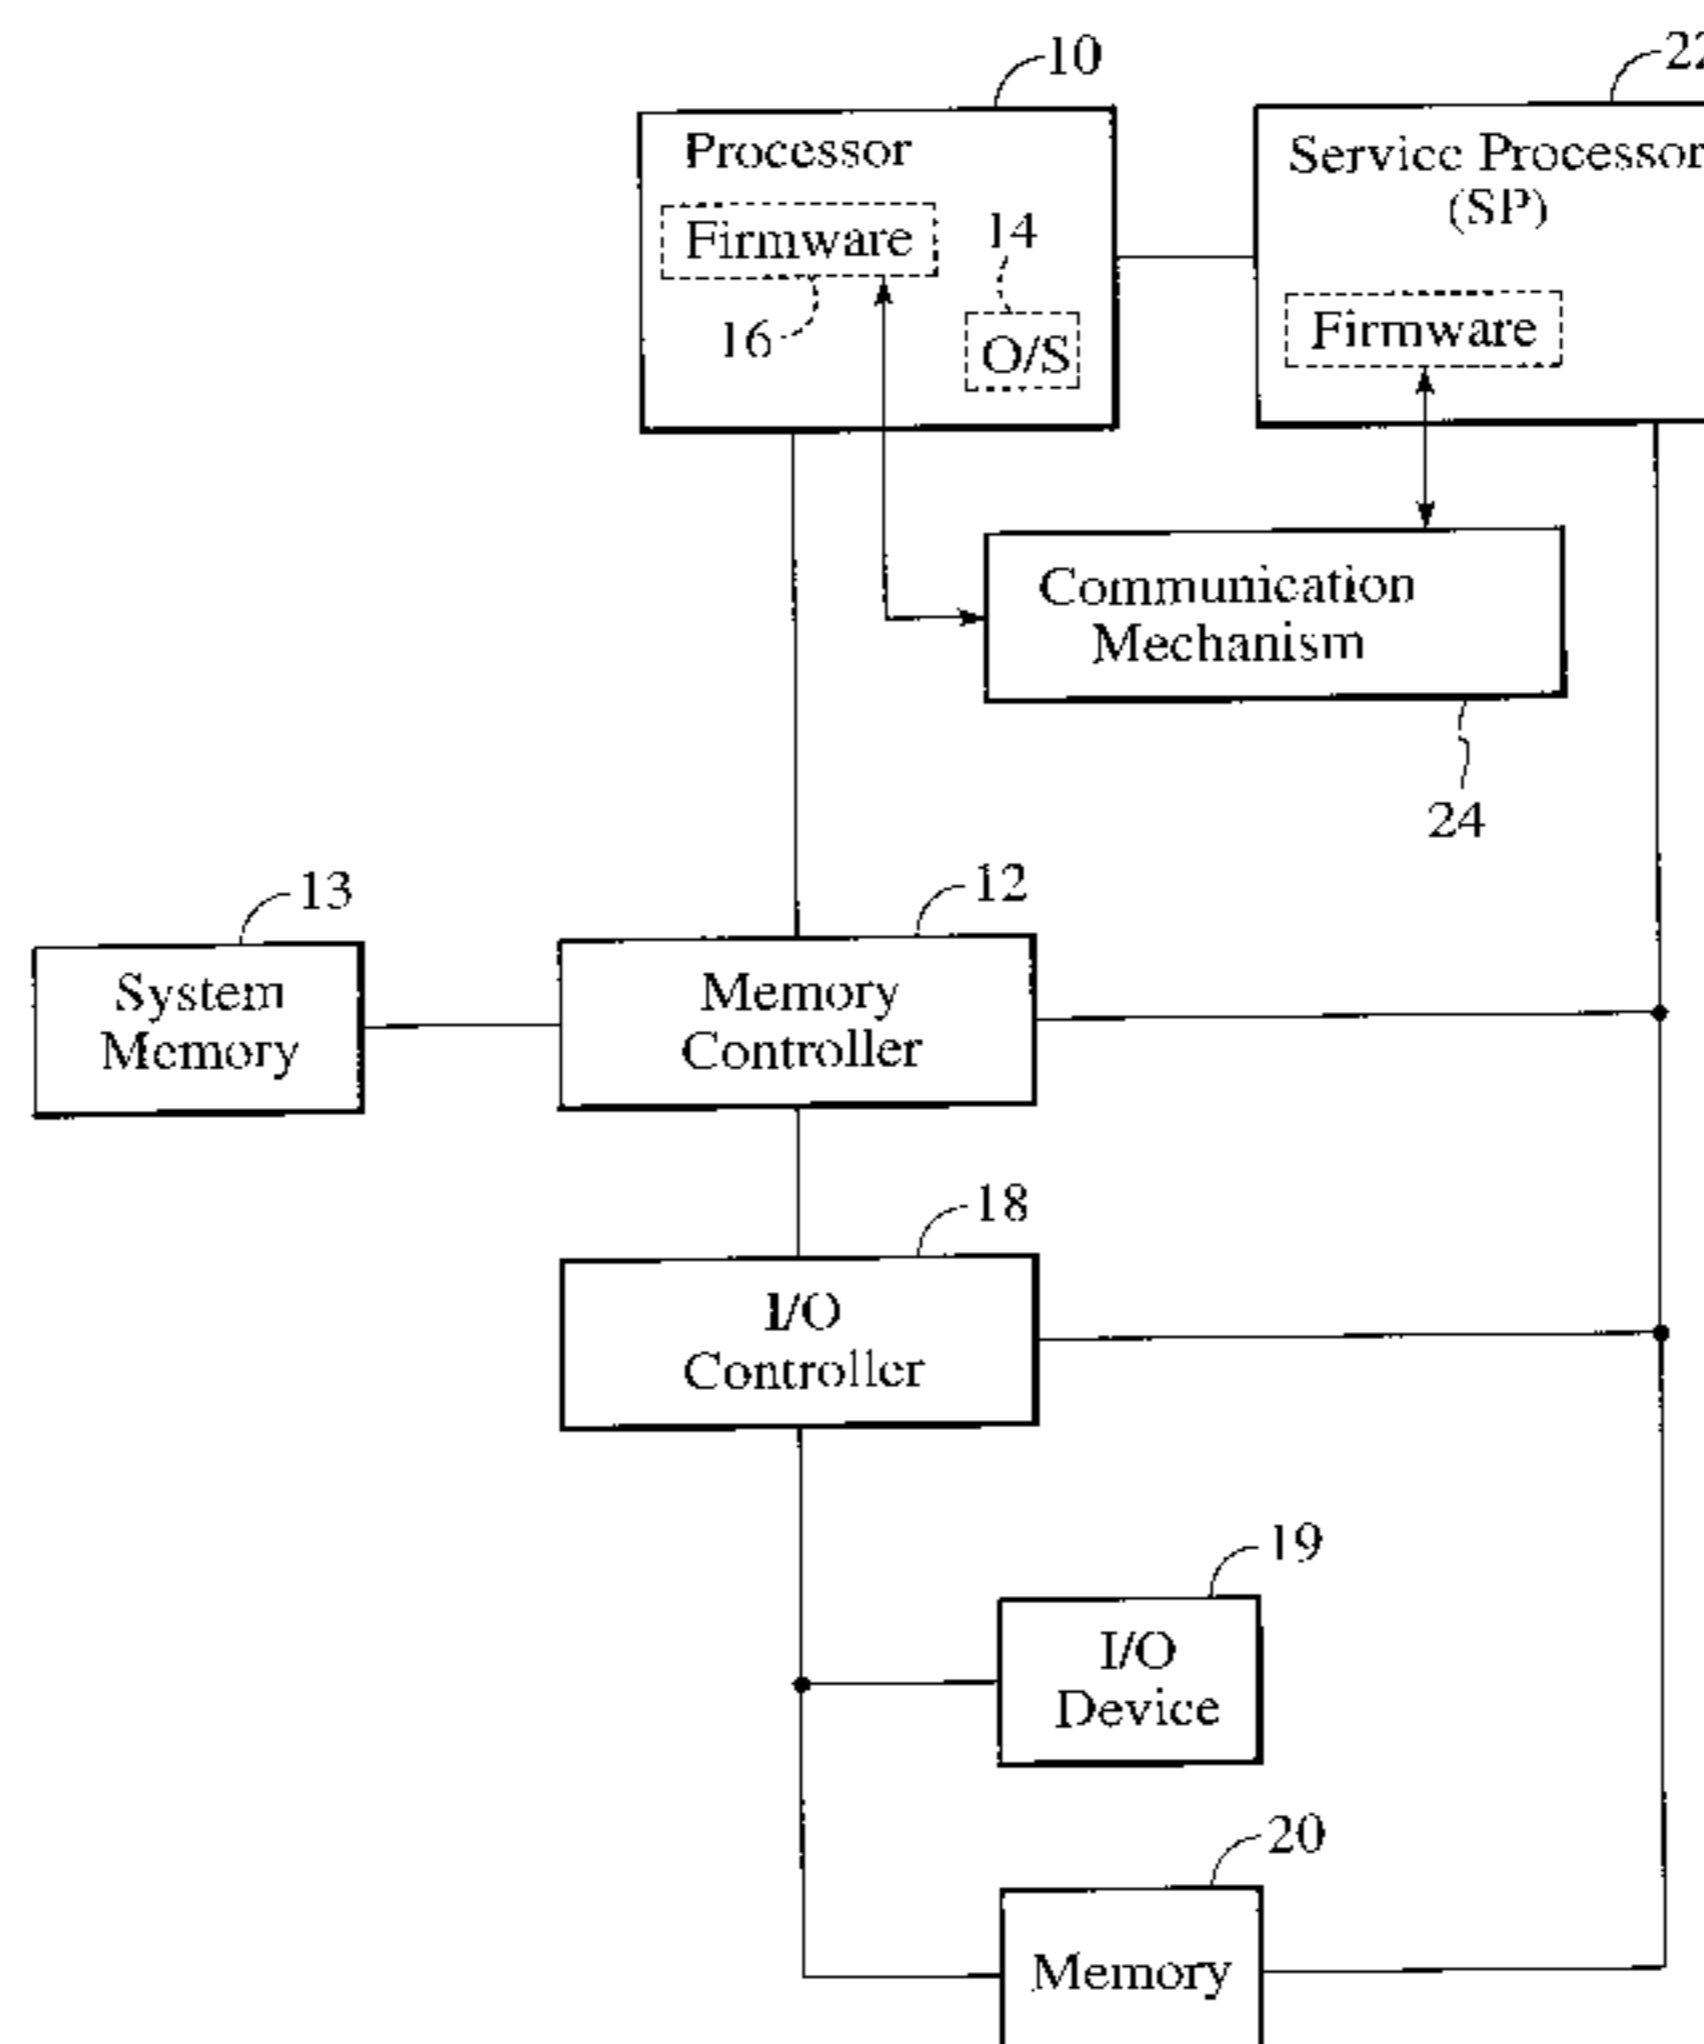 10
22
Processor
Service Processor
(SP)
Firmware
14
16
O/S
Firmware
Communication
Mechanism
24
13
12
System
Memory
Memory
Controller
18
I/O
Controller
19
I/O
Device
20
Memory